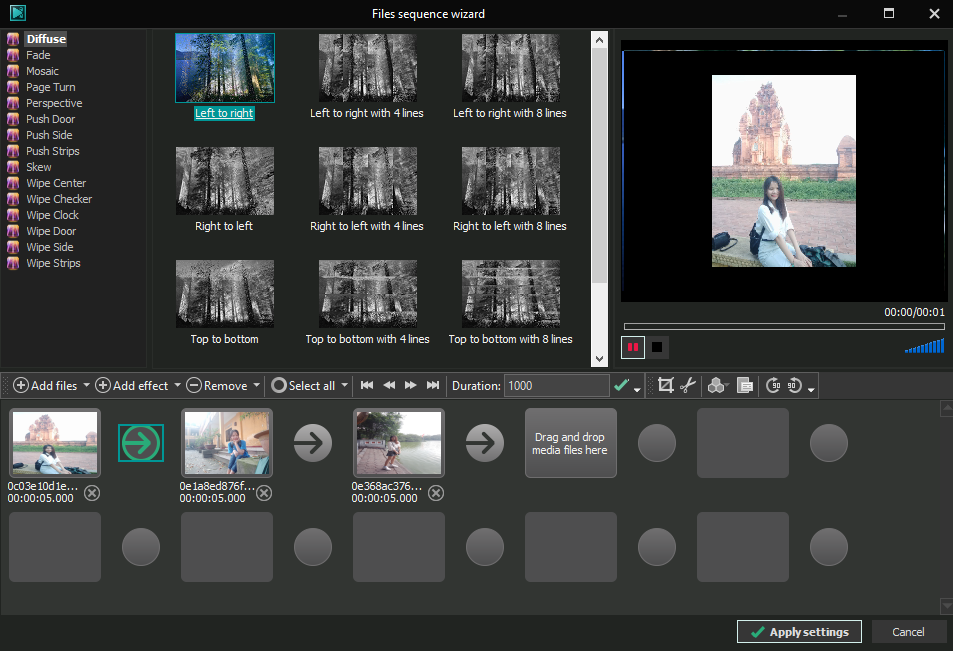 Files sequence wizard
Diffuse
Fade
Mosaic
Page Turn
Perspective
Push Door
Push Side
Push Strips
Skew
Wipe Center
Wipe Checker
Wipe Clock
Wipe Door
Wipe Side
Wipe Strips
Left to right
Left to right with 4 lines
Left to right with 8 lines
Right to left
Right to left with 4 lines
Right to left with 8 lines
Top to bottom
Top to bottom with 4 lines
Top to bottom with 8 lines
00:00/00:01
Add files
Add effect
Remove
Select all
Duration:
1000
90
90
0c03e10d1e...
00:00:05.000
0e1a8ed876f...
00:00:05.000
0e368ac376...
00:00:05.000
Drag and drop
media files here
Apply settings
Cancel